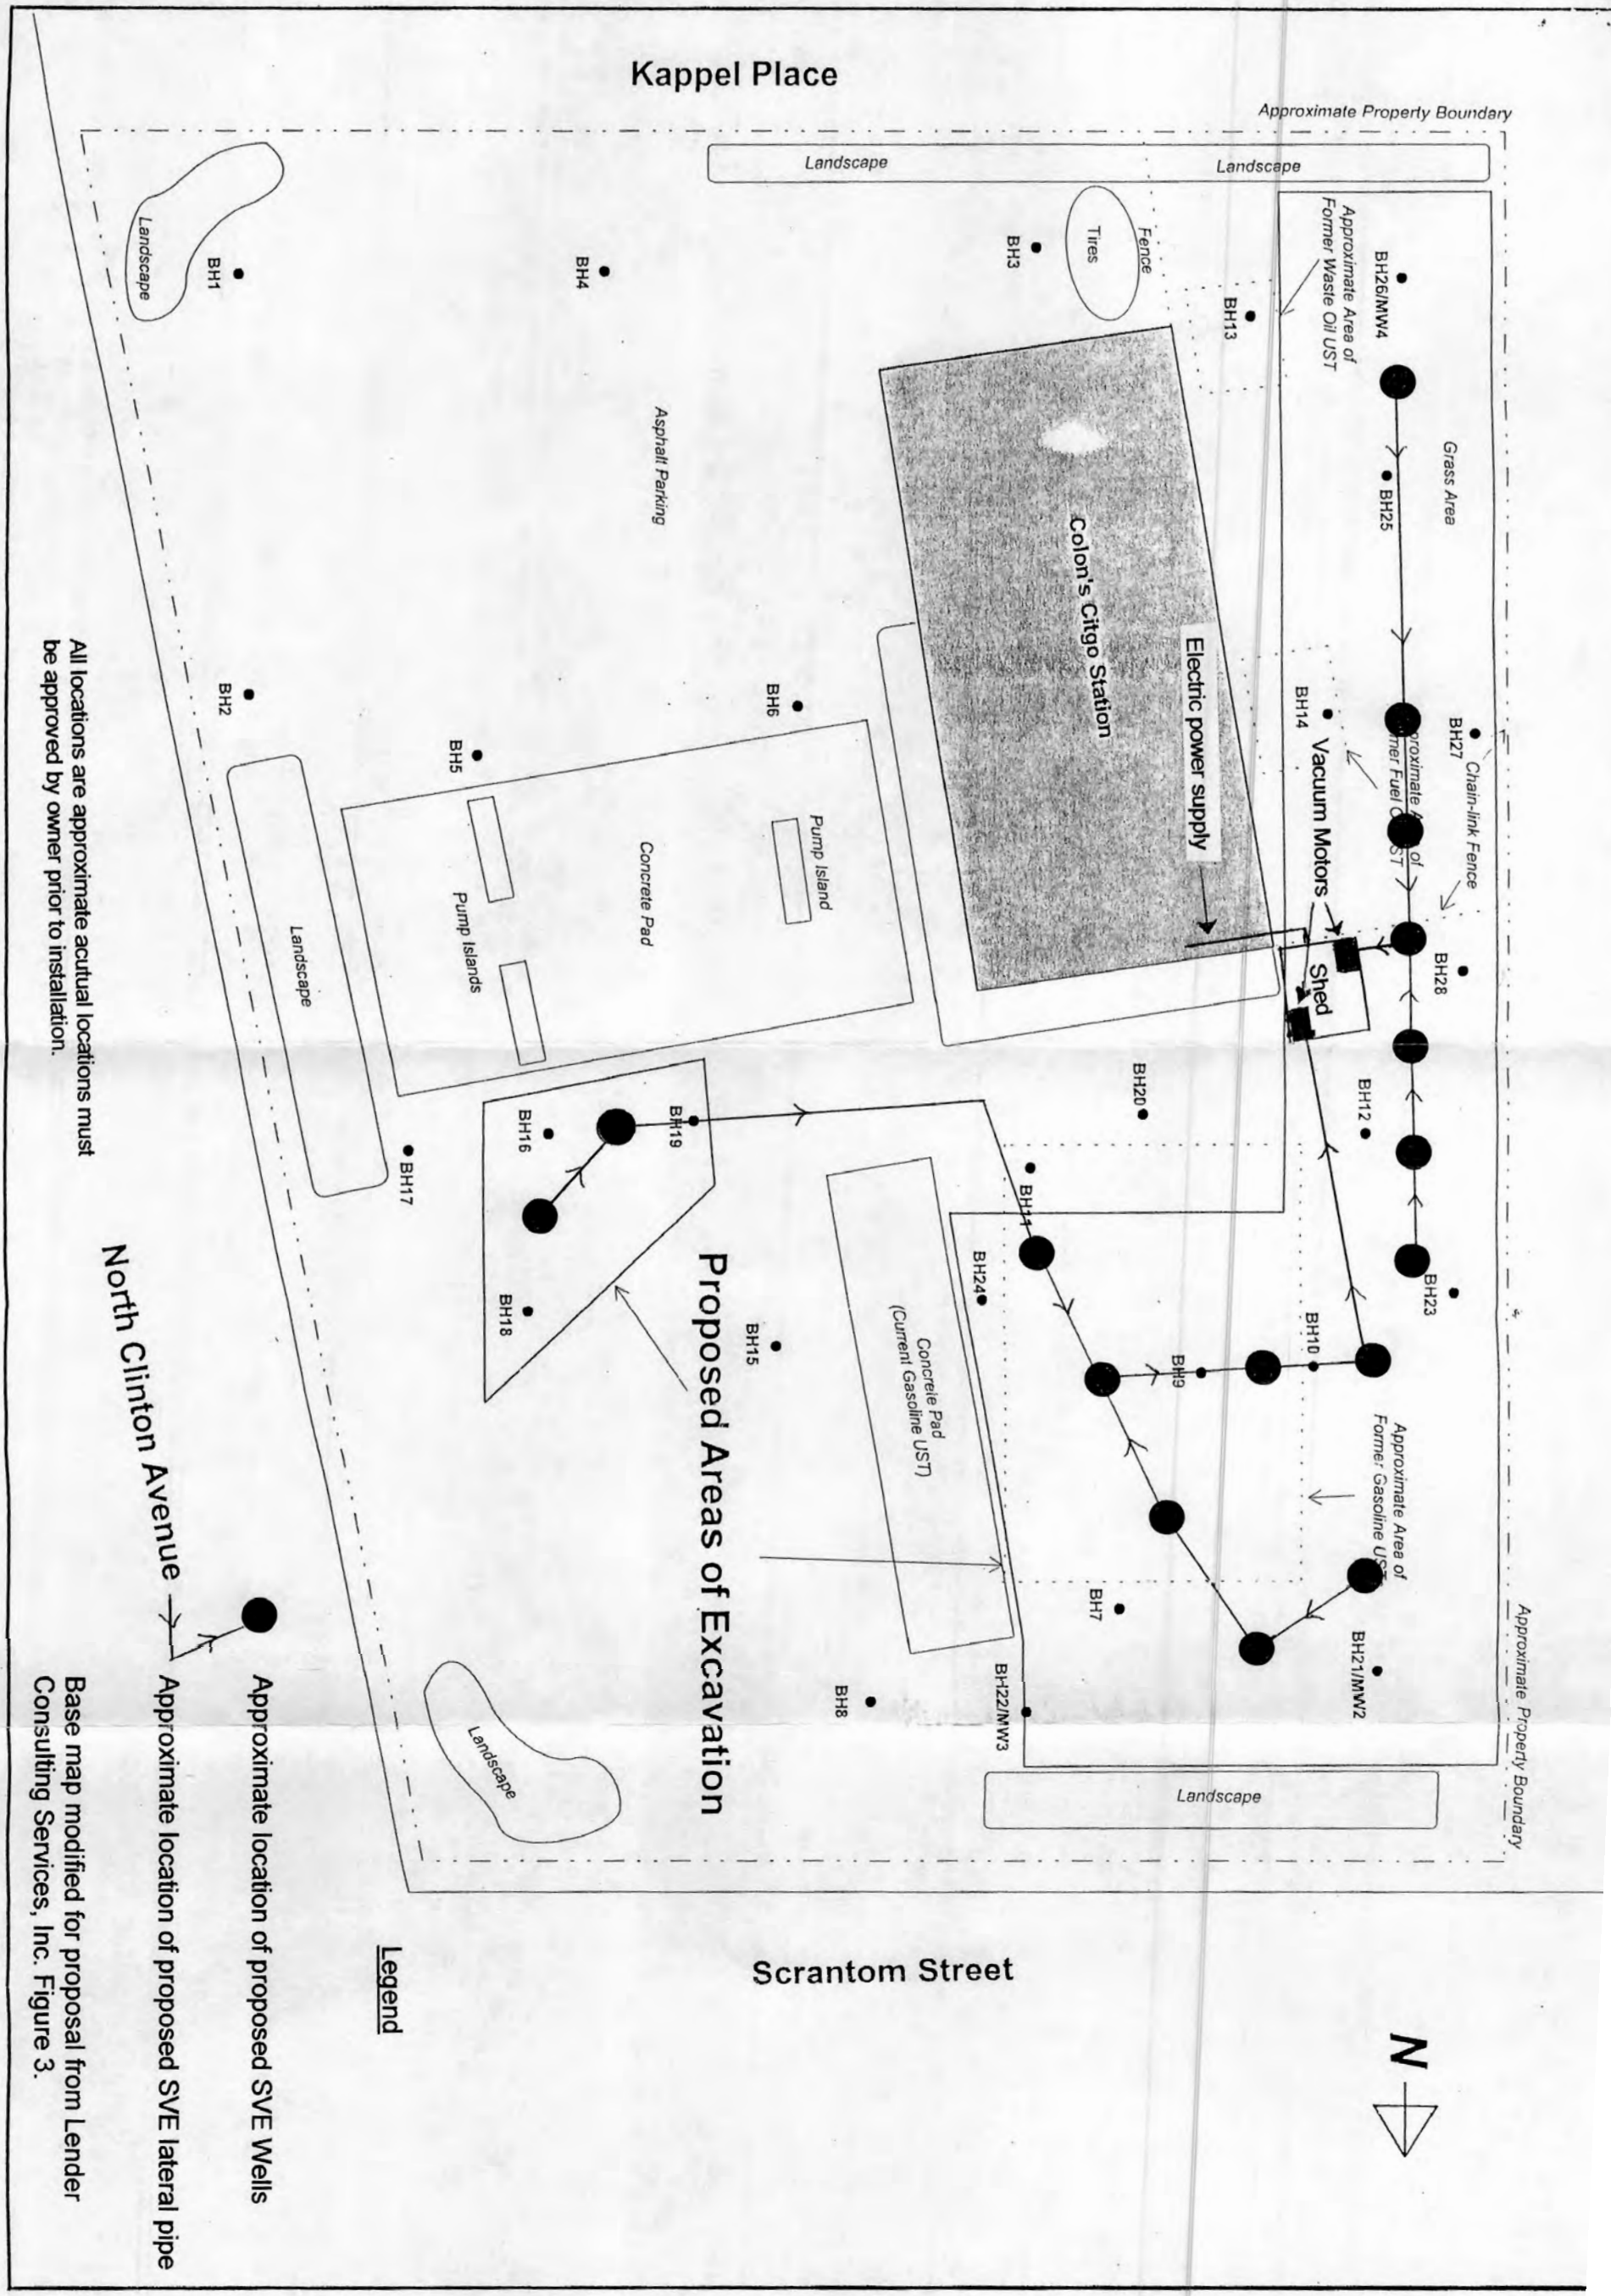 Kappel Place
Approximate Property Boundary
Landscape
Landscape
Landscape
BH1
BH4
BH3
Tires
Fence
BH13
Approximate Area of
Former Waste Oil UST
BH26/MW4
Grass Area
BH25
Asphalt Parking
Colon's Citgo Station
Electric power supply
BH14
Vacuum Motors
BH27
Chain-link Fence
proximate A of
mer Fuel O ST
BH28
Shed
BH2
BH5
BH6
Pump Island
Concrete Pad
Pump Islands
Landscape
BH17
BH16
BH19
BH18
BH20
BH12
BH11
BH24
BH23
BH10
BH9
BH15
Concrete Pad
(Current Gasoline UST)
Proposed Areas of Excavation
Approximate Area of
Former Gasoline UST
BH7
BH21/MW2
BH22/MW3
BH8
Landscape
Landscape
Approximate Property Boundary
North Clinton Avenue
Scrantom Street
N
Legend
Approximate location of proposed SVE Wells
Approximate location of proposed SVE lateral pipe
All locations are approximate acutual locations must
be approved by owner prior to installation.
Base map modified for proposal from Lender
Consulting Services, Inc. Figure 3.